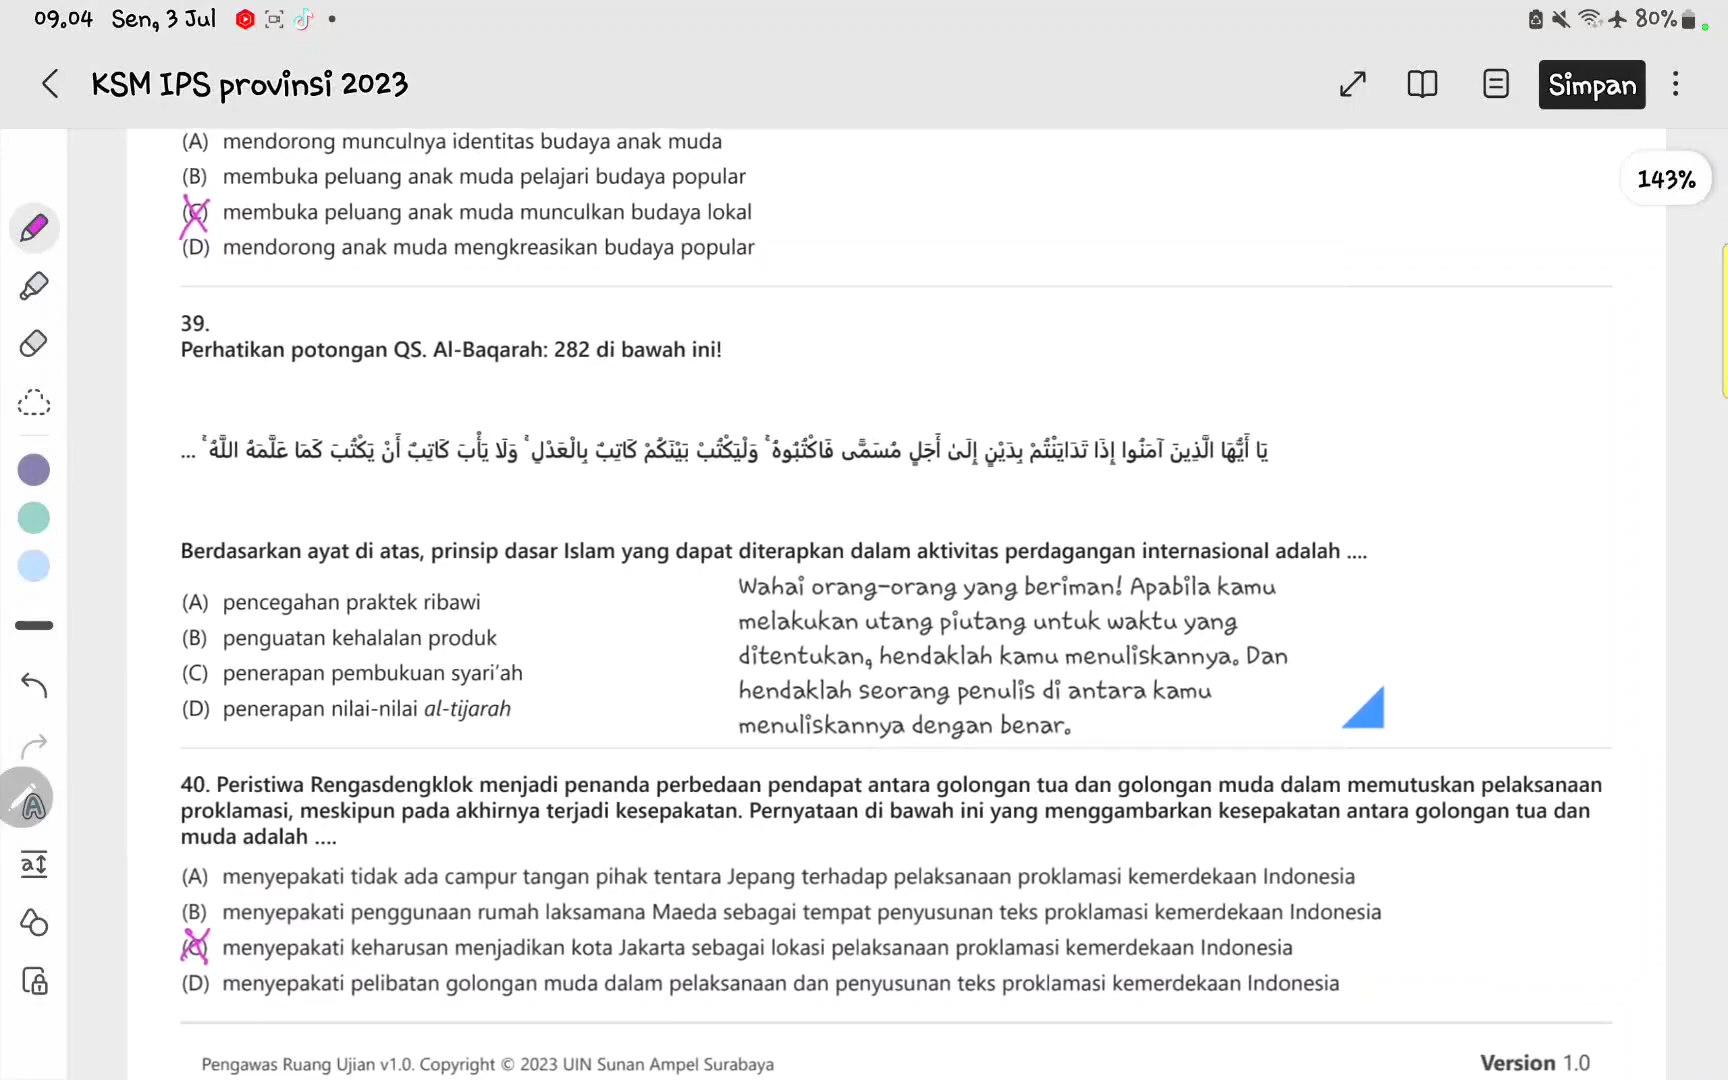 09.04 Sen, 3 Jul
80%
KSM IPS provinsi 2023
Simpan
143%
(A) mendorong munculnya identitas budaya anak muda
(B) membuka peluang anak muda pelajari budaya popular
(C) membuka peluang anak muda munculkan budaya lokal
(D) mendorong anak muda mengkreasikan budaya popular
39.
Perhatikan potongan QS. Al-Baqarah: 282 di bawah ini!
يَا أَيُّهَا الَّذِينَ آمَنُوا إِذَا تَدَايَنْتُمْ بِدَيْنٍ إِلَىٰ أَجَلٍ مُسَمًّى فَاكْتُبُوهُ ۚ وَلْيَكْتُبْ بَيْنَكُمْ كَاتِبٌ بِالْعَدْلِ ۚ وَلَا يَأْبَ كَاتِبٌ أَنْ يَكْتُبَ كَمَا عَلَّمَهُ اللَّهُ ۚ ...
Berdasarkan ayat di atas, prinsip dasar Islam yang dapat diterapkan dalam aktivitas perdagangan internasional adalah ....
(A) pencegahan praktek ribawi
(B) penguatan kehalalan produk
(C) penerapan pembukuan syari'ah
(D) penerapan nilai-nilai al-tijarah
Wahai orang-orang yang beriman! Apabila kamu
melakukan utang piutang untuk waktu yang
ditentukan, hendaklah kamu menuliskannya. Dan
hendaklah seorang penulis di antara kamu
menuliskannya dengan benar.
40. Peristiwa Rengasdengklok menjadi penanda perbedaan pendapat antara golongan tua dan golongan muda dalam memutuskan pelaksanaan
proklamasi, meskipun pada akhirnya terjadi kesepakatan. Pernyataan di bawah ini yang menggambarkan kesepakatan antara golongan tua dan
muda adalah ....
(A) menyepakati tidak ada campur tangan pihak tentara Jepang terhadap pelaksanaan proklamasi kemerdekaan Indonesia
(B) menyepakati penggunaan rumah laksamana Maeda sebagai tempat penyusunan teks proklamasi kemerdekaan Indonesia
(C) menyepakati keharusan menjadikan kota Jakarta sebagai lokasi pelaksanaan proklamasi kemerdekaan Indonesia
(D) menyepakati pelibatan golongan muda dalam pelaksanaan dan penyusunan teks proklamasi kemerdekaan Indonesia
Pengawas Ruang Ujian v1.0. Copyright © 2023 UIN Sunan Ampel Surabaya
Version 1.0